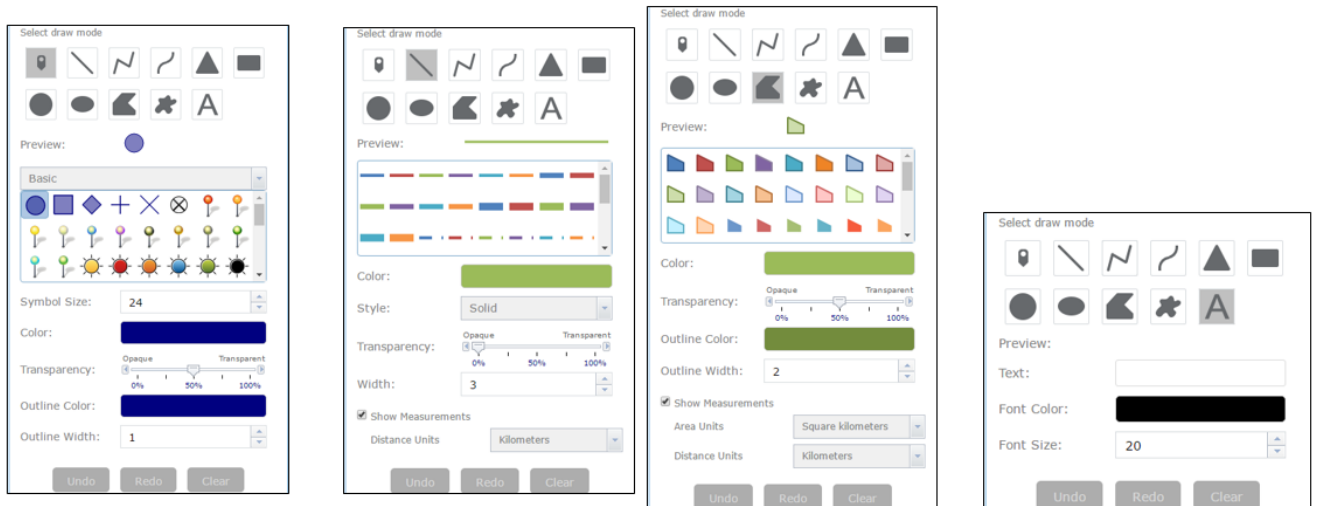 Select draw mode
A
Preview:
Basic
Symbol Size: 24
Color:
Opaque Transparent
Transparency:
0% 50% 100%
Outline Color:
Outline Width: 1
Undo Redo Clear
Select draw mode
A
Preview:
Color:
Style: Solid
Opaque Transparent
Transparency:
0% 50% 100%
Width: 3
Show Measurements
Distance Units Kilometers
Undo Redo Clear
Select draw mode
A
Preview:
Color:
Opaque Transparent
Transparency:
0% 50% 100%
Outline Color:
Outline Width: 2
Show Measurements
Area Units Square kilometers
Distance Units Kilometers
Undo Redo Clear
Select draw mode
A
Preview:
Text:
Font Color:
Font Size: 20
Undo Redo Clear